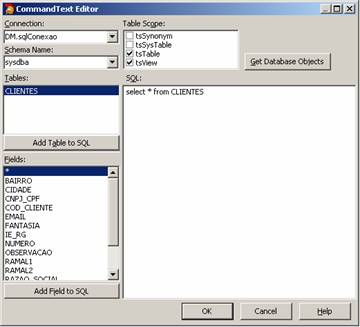 CommandText Editor
Connection:
DM.sqlConexao
Schema Name:
sysdba
Table Scope:
tsSynonym
tsSysTable
tsTable
tsView
Get Database Objects
Tables:
CLIENTES
Add Table to SQL
SQL:
select * from CLIENTES
Fields:
*
BAIRRO
CIDADE
CNPJ_CPF
COD_CLIENTE
EMAIL
FANTASIA
IE_RG
NUMERO
OBSERVACAO
RAMAL1
RAMAL2
RAZAO_SOCIAL
Add Field to SQL
OK
Cancel
Help